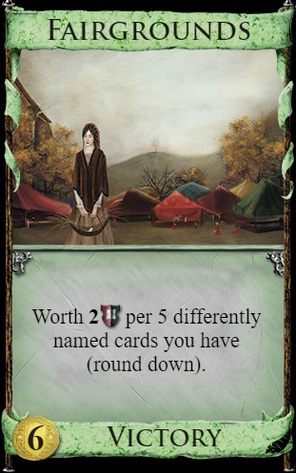 FAIRGROUNDS
Worth 2 per 5 differently
named cards you have
(round down).
6
VICTORY